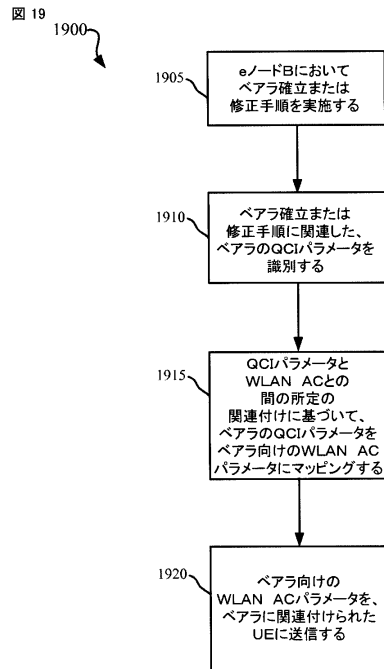 図 19
1900
1905
eノードBにおいて
ベアラ確立または
修正手順を実施する
1910
ベアラ確立または
修正手順に関連した、
ベアラのQCIパラメータを
識別する
1915
QCIパラメータと
WLAN ACとの
間の所定の
関連付けに基づいて、
ベアラのQCIパラメータを
ベアラ向けのWLAN AC
パラメータにマッピングする
1920
ベアラ向けの
WLAN ACパラメータを、
ベアラに関連付けられた
UEに送信する